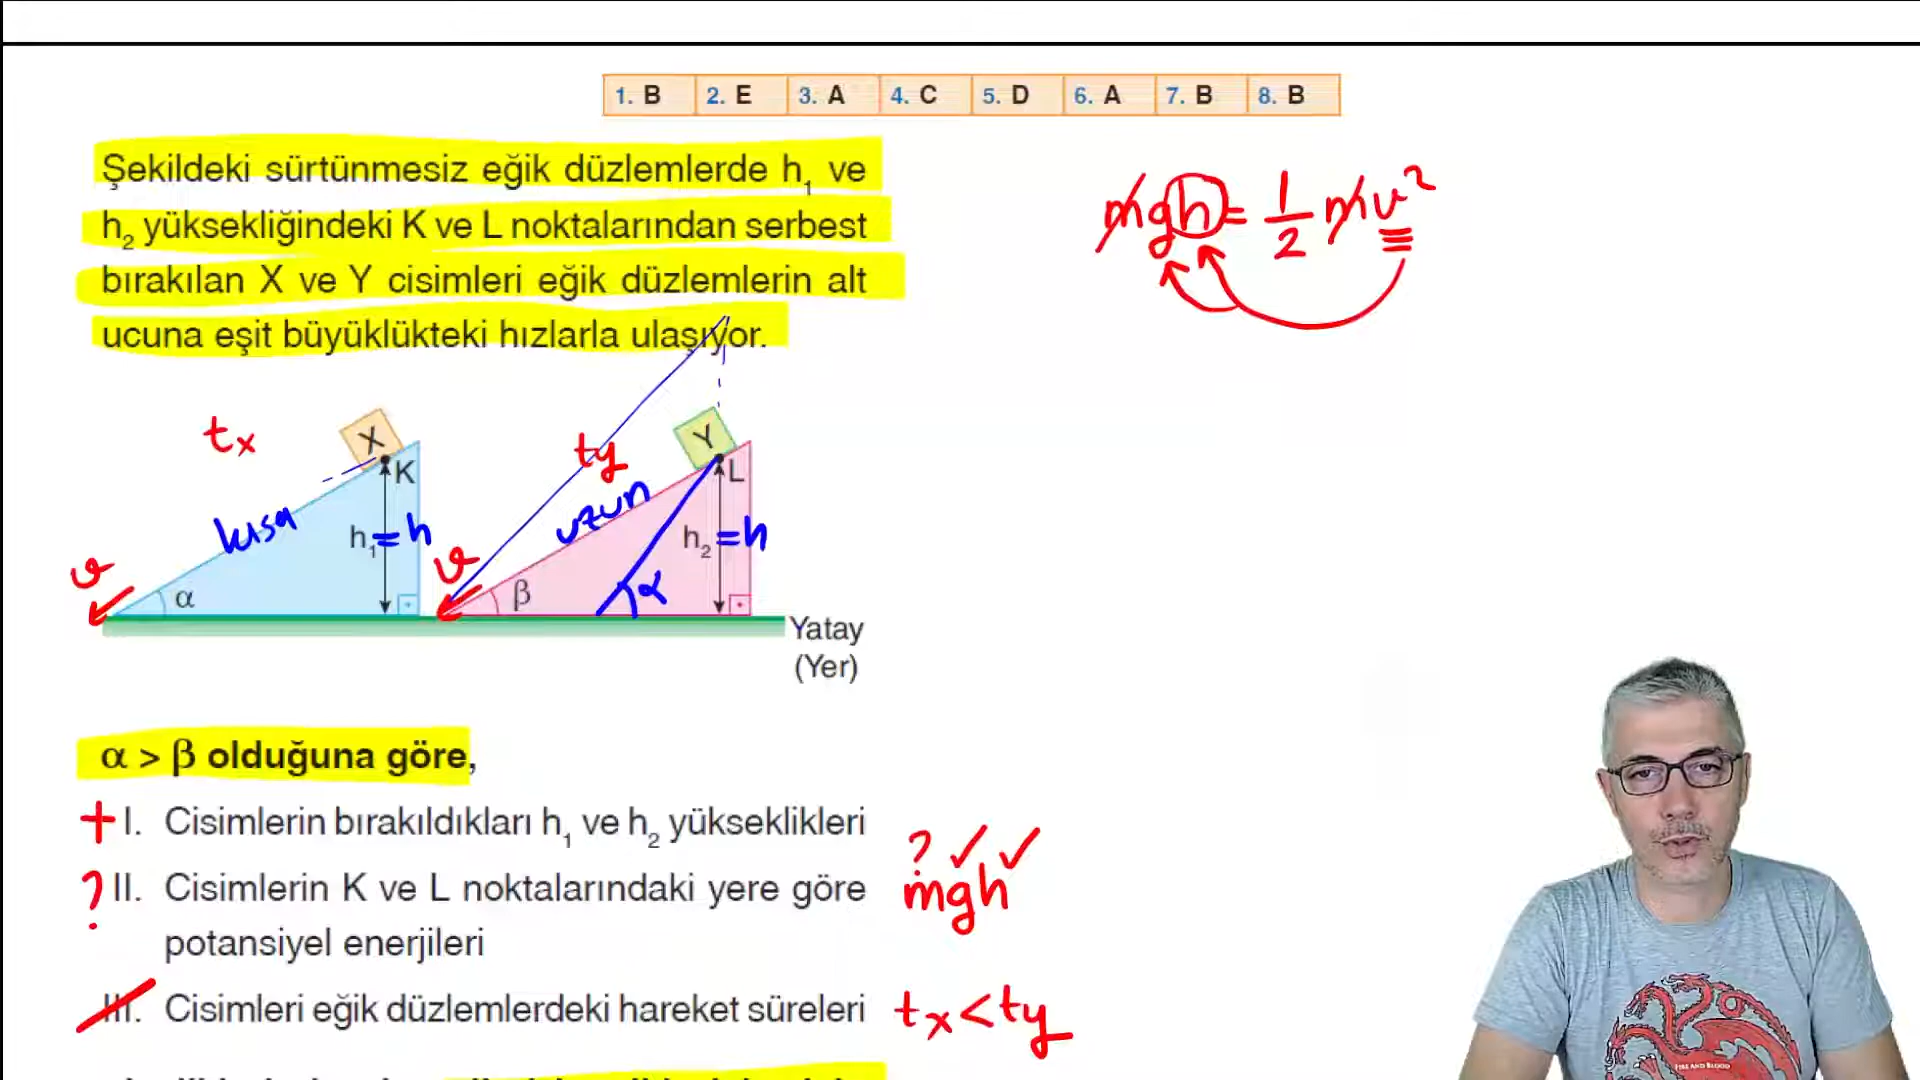 1. B 2. E 3. A 4. C 5. D 6. A 7. B 8. B
Şekildeki sürtünmesiz eğik düzlemlerde h1 ve
h2 yüksekliğindeki K ve L noktalarından serbest
bırakılan X ve Y cisimleri eğik düzlemlerin alt
ucuna eşit büyüklükteki hızlarla ulaşıyor.
mgh = 1/2 mv²
tx X K kısa h1 = h α v
ty Y L uzun h2 = h β α v
Yatay
(Yer)
α > β olduğuna göre,
+ I. Cisimlerin bırakıldıkları h1 ve h2 yükseklikleri
? ✓ ✓
? II. Cisimlerin K ve L noktalarındaki yere göre mgh
potansiyel enerjileri
III. Cisimleri eğik düzlemlerdeki hareket süreleri tx < ty
FIRE AND BLOOD